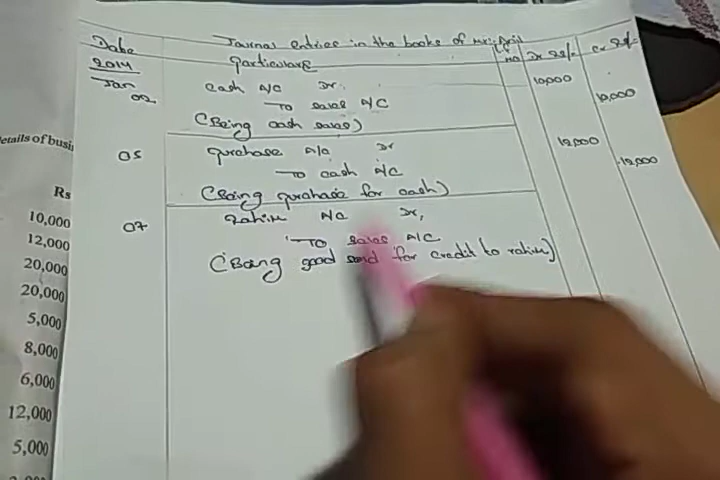 Date Journal entries in the books of Mr. April
2014 Particulars L.F No Dr Rs/- Cr Rs/-
Jan 02 cash A/c Dr. 10,000
To sales A/c 10,000
(Being cash sales)
05 purchase A/c Dr 12,000
To cash A/c 12,000
(Being purchase for cash)
07 Rahim A/c Dr,
To sales A/C
(Being good sond for credit to rahim)
etails of busi
Rs
10,000
12,000
20,000
20,000
5,000
8,000
6,000
12,000
5,000